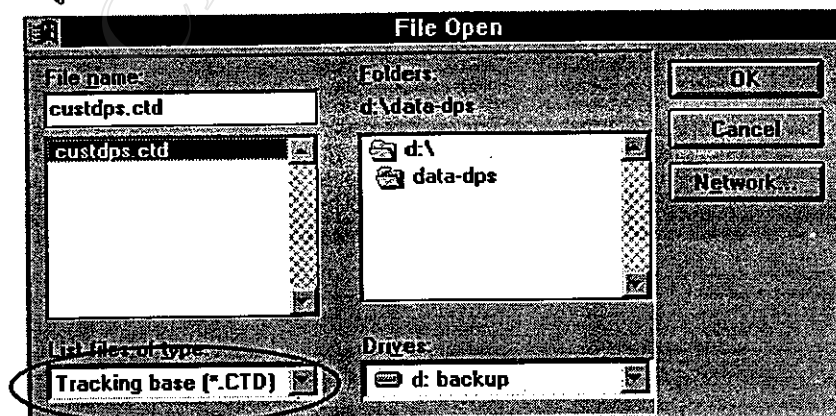 File Open
File name:
custdps.ctd
custdps.ctd
Folders:
d:\data-dps
d:\
data-dps
OK
Cancel
Network...
List files of type:
Tracking base (*.CTD)
Drives:
d: backup